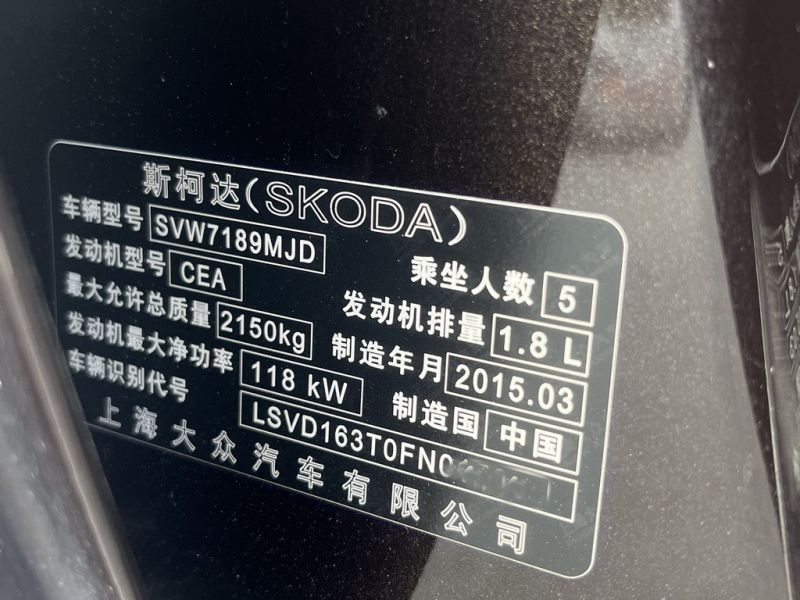 斯柯达(SKODA)
车辆型号 SVW7189MJD 乘坐人数 5
发动机型号 CEA 发动机排量 1.8 L
最大允许总质量 2150kg 制造年月 2015.03
发动机最大净功率 118 kW 制造国 中国
车辆识别代号 LSVD163T0FN0
上海大众汽车有限公司